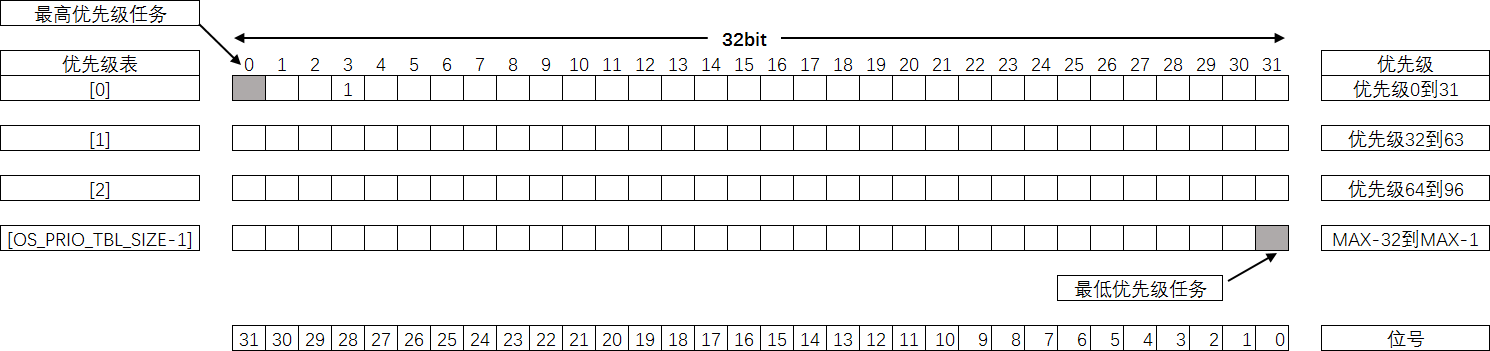 最高优先级任务
32bit
优先级表 0 1 2 3 4 5 6 7 8 9 10 11 12 13 14 15 16 17 18 19 20 21 22 23 24 25 26 27 28 29 30 31 优先级
[0] 1 优先级0到31
[1] 优先级32到63
[2] 优先级64到96
[OS_PRIO_TBL_SIZE-1] MAX-32到MAX-1
最低优先级任务
31 30 29 28 27 26 25 24 23 22 21 20 19 18 17 16 15 14 13 12 11 10 9 8 7 6 5 4 3 2 1 0 位号